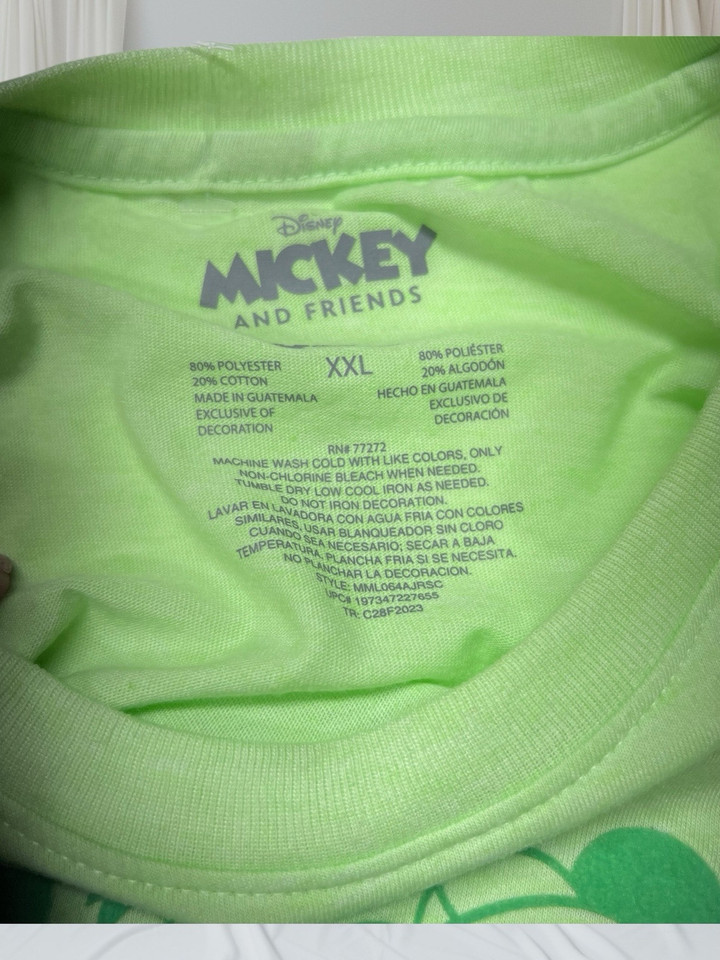 Disney
MICKEY
AND FRIENDS
XXL
80% POLYESTER
20% COTTON
MADE IN GUATEMALA
EXCLUSIVE OF
DECORATION
80% POLIÉSTER
20% ALGODÓN
HECHO EN GUATEMALA
EXCLUSIVO DE
DECORACIÓN
RN# 77272
MACHINE WASH COLD WITH LIKE COLORS, ONLY
NON-CHLORINE BLEACH WHEN NEEDED.
TUMBLE DRY LOW COOL IRON AS NEEDED.
DO NOT IRON DECORATION.
LAVAR EN LAVADORA CON AGUA FRIA CON COLORES
SIMILARES, USAR BLANQUEADOR SIN CLORO
CUANDO SEA NECESARIO; SECAR A BAJA
TEMPERATURA, PLANCHA FRIA SI SE NECESITA.
NO PLANCHAR LA DECORACION.
STYLE: MML064AJRSC
UPC# 197347227655
TR: C28F2023